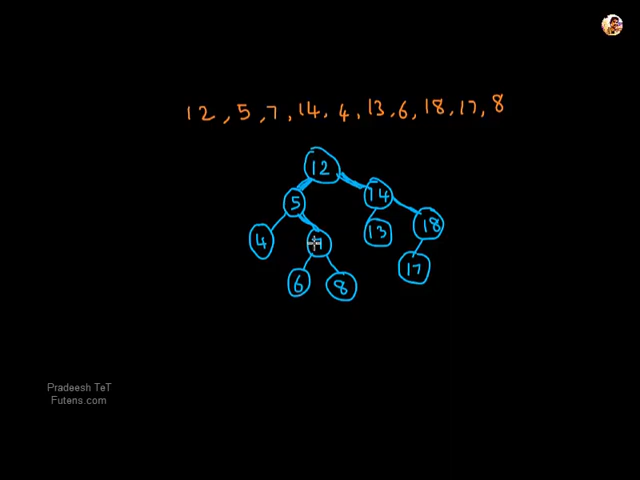 12, 5, 7, 14, 4, 13, 6, 18, 17, 8
12
5 14
4 7 13 18
6 8 17
Pradeesh TeT
Futens.com